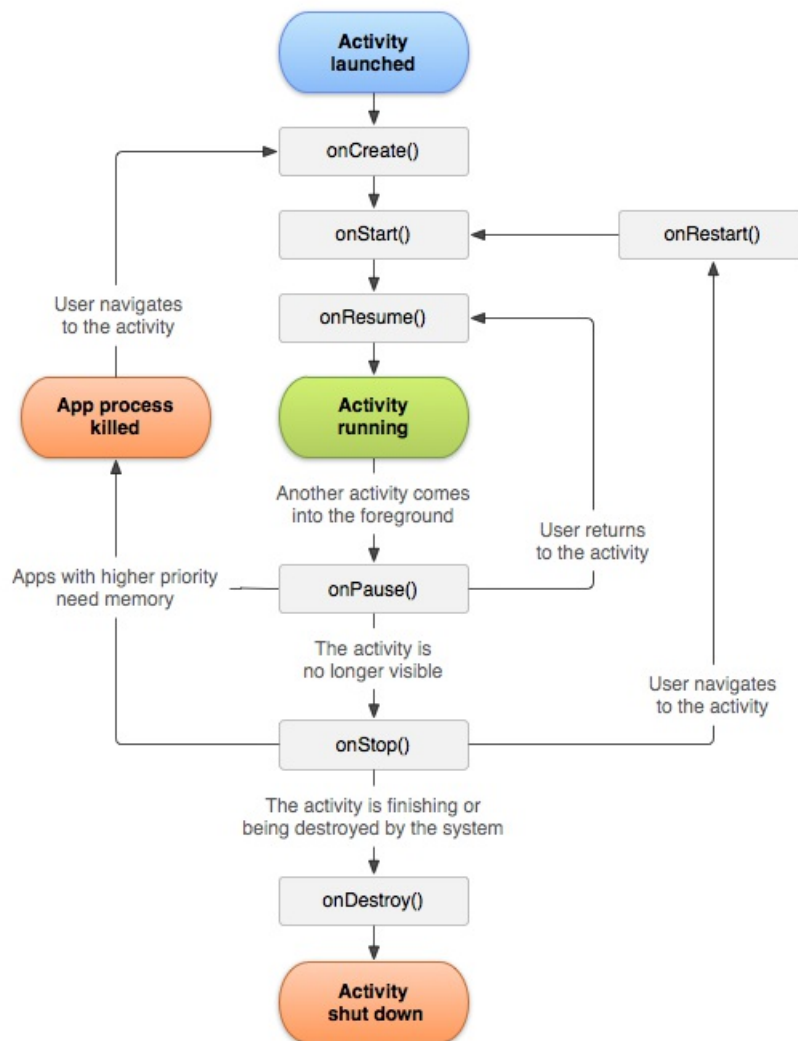 Activity
launched
onCreate()
onStart()
onRestart()
onResume()
User navigates
to the activity
App process
killed
Activity
running
Another activity comes
into the foreground
User returns
to the activity
Apps with higher priority
need memory
onPause()
The activity is
no longer visible
User navigates
to the activity
onStop()
The activity is finishing or
being destroyed by the system
onDestroy()
Activity
shut down